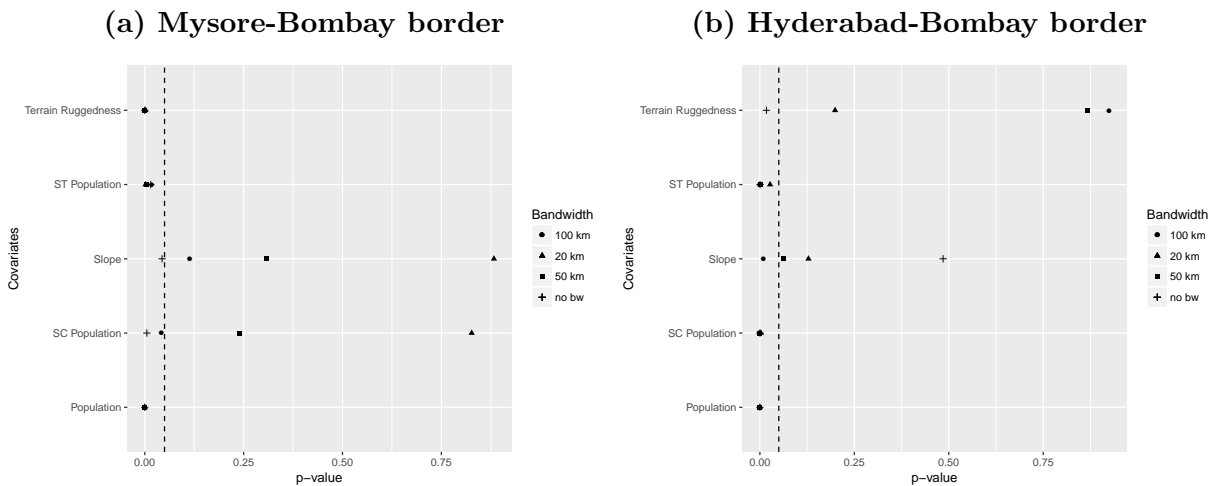 (a) Mysore-Bombay border
Terrain Ruggedness
ST Population
Slope
SC Population
Population
Covariates
0.00 0.25 0.50 0.75
p−value
Bandwidth
100 km
20 km
50 km
no bw
(b) Hyderabad-Bombay border
Terrain Ruggedness
ST Population
Slope
SC Population
Population
Covariates
0.00 0.25 0.50 0.75
p−value
Bandwidth
100 km
20 km
50 km
no bw